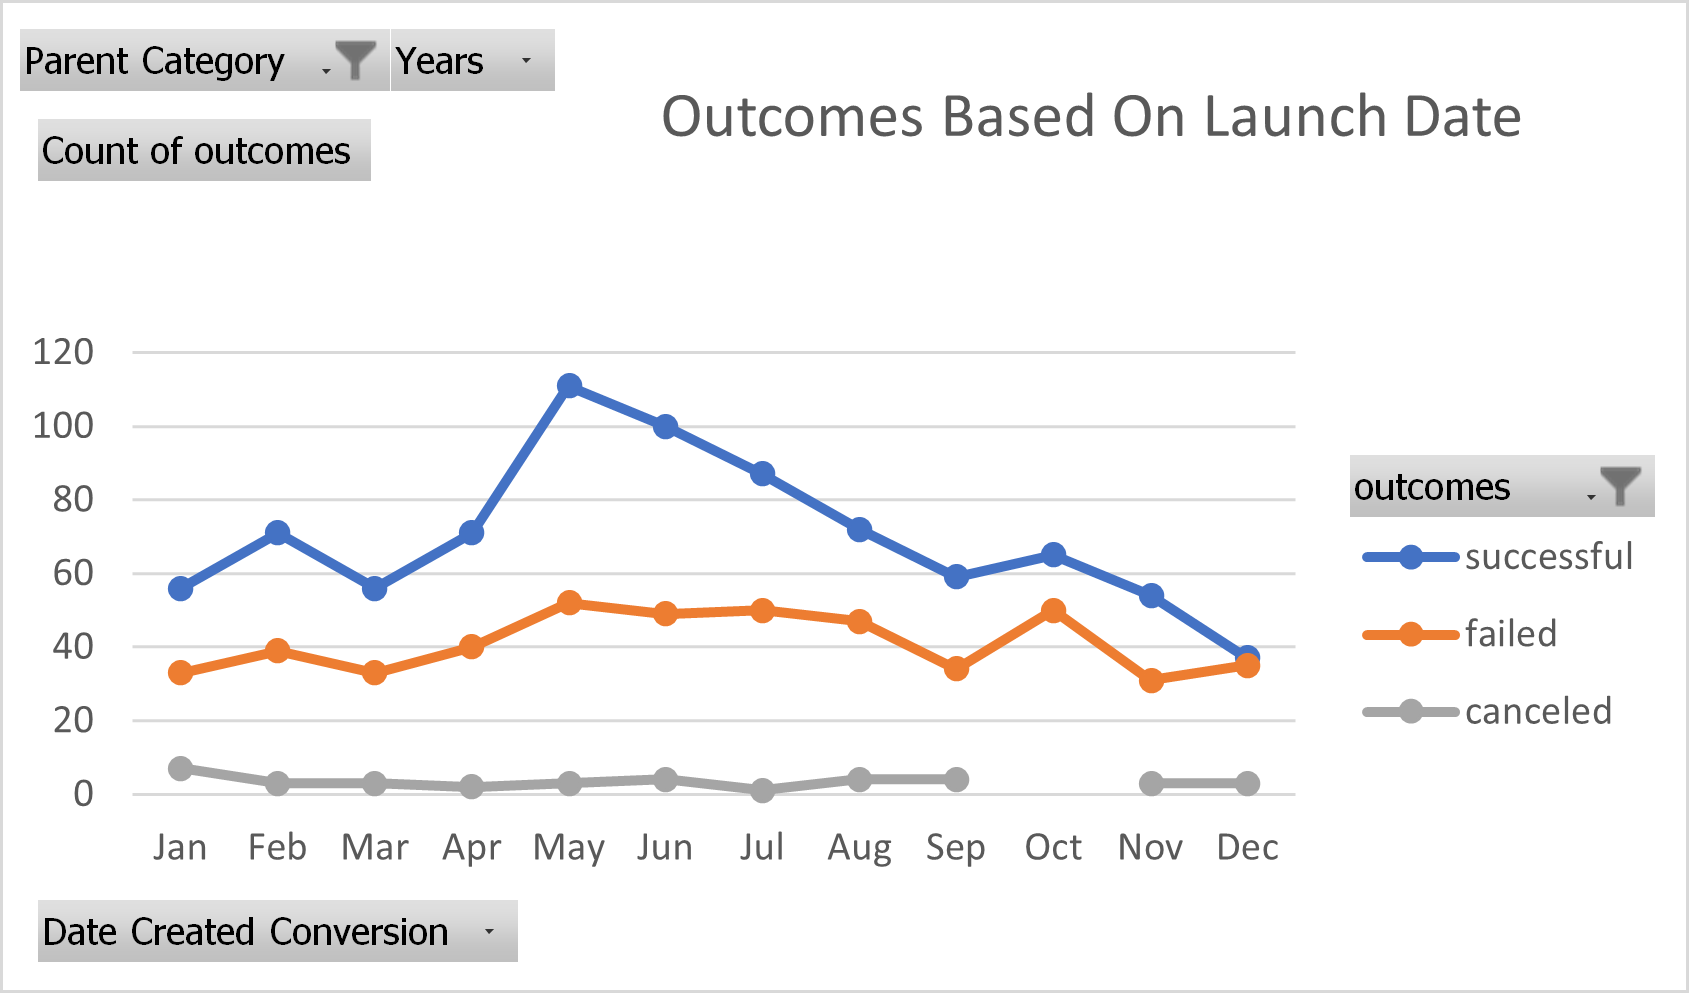 Parent Category
Years
Count of outcomes
Outcomes Based On Launch Date
120
100
80
60
40
20
0
Jan Feb Mar Apr May Jun Jul Aug Sep Oct Nov Dec
outcomes
successful
failed
canceled
Date Created Conversion